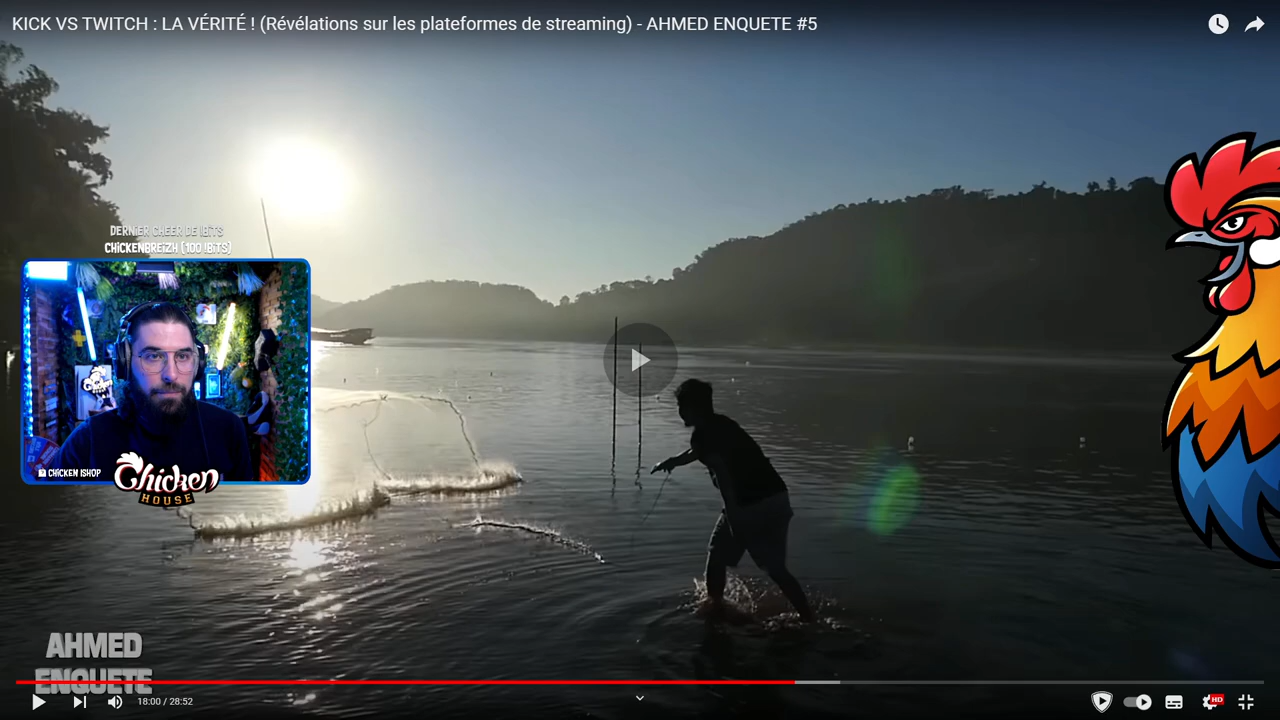 KICK VS TWITCH : LA VÉRITÉ ! (Révélations sur les plateformes de streaming) - AHMED ENQUETE #5
DERNIER CHEER DE !BITS
CHICKENBREIZH (100 !BITS)
CHICKEN !SHOP
Chicken
HOUSE
AHMED
ENQUETE
18:00 / 28:52
HD